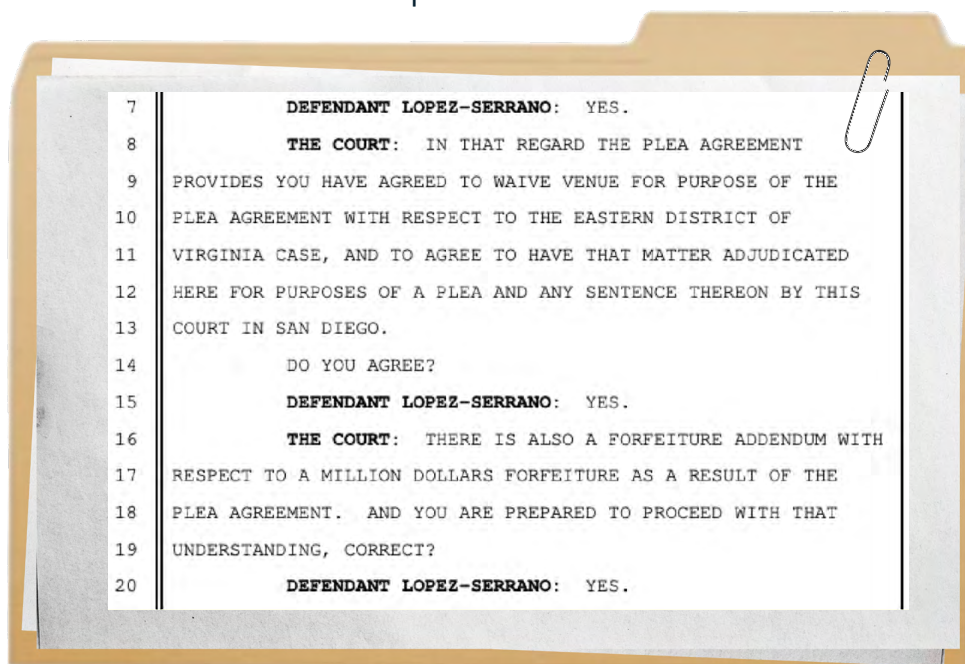 7 DEFENDANT LOPEZ-SERRANO: YES.
8 THE COURT: IN THAT REGARD THE PLEA AGREEMENT
9 PROVIDES YOU HAVE AGREED TO WAIVE VENUE FOR PURPOSE OF THE
10 PLEA AGREEMENT WITH RESPECT TO THE EASTERN DISTRICT OF
11 VIRGINIA CASE, AND TO AGREE TO HAVE THAT MATTER ADJUDICATED
12 HERE FOR PURPOSES OF A PLEA AND ANY SENTENCE THEREON BY THIS
13 COURT IN SAN DIEGO.
14 DO YOU AGREE?
15 DEFENDANT LOPEZ-SERRANO: YES.
16 THE COURT: THERE IS ALSO A FORFEITURE ADDENDUM WITH
17 RESPECT TO A MILLION DOLLARS FORFEITURE AS A RESULT OF THE
18 PLEA AGREEMENT. AND YOU ARE PREPARED TO PROCEED WITH THAT
19 UNDERSTANDING, CORRECT?
20 DEFENDANT LOPEZ-SERRANO: YES.